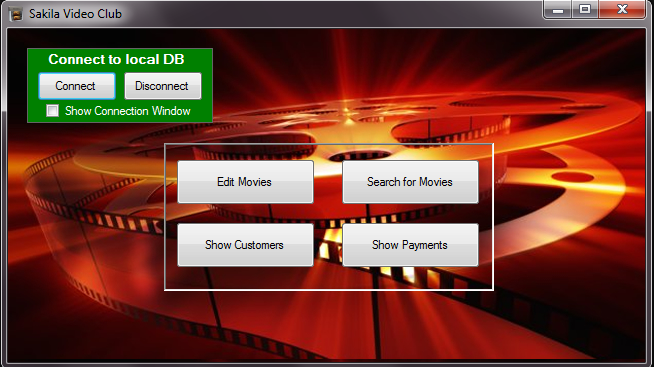 Sakila Video Club
Connect to local DB
Connect Disconnect
Show Connection Window
Edit Movies Search for Movies
Show Customers Show Payments